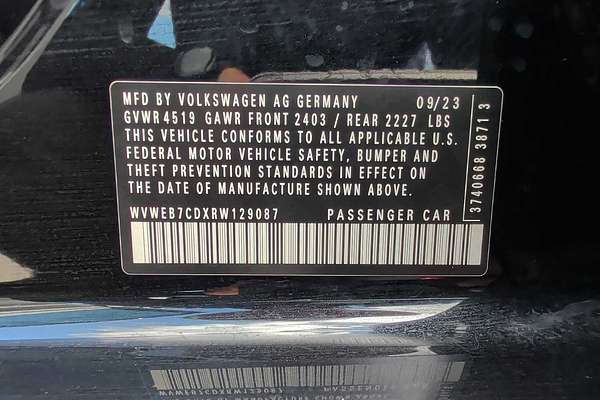 MFD BY VOLKSWAGEN AG GERMANY 09/23
GVWR 4519 GAWR FRONT 2403 / REAR 2227 LBS
THIS VEHICLE CONFORMS TO ALL APPLICABLE U.S.
FEDERAL MOTOR VEHICLE SAFETY, BUMPER AND
THEFT PREVENTION STANDARDS IN EFFECT ON
THE DATE OF MANUFACTURE SHOWN ABOVE.
WVWEB7CDXRW129087 PASSENGER CAR
3740668 3871 3